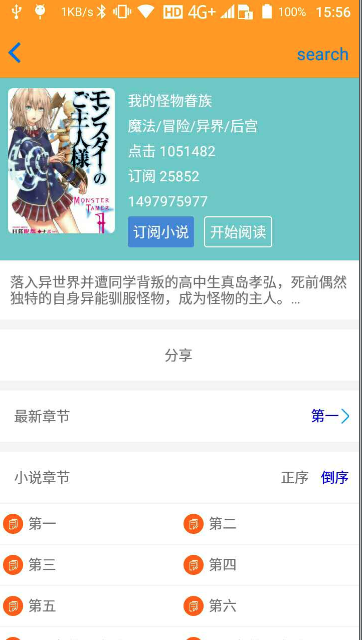 1KB/s HD 4G+ 100% 15:56
search
モンスターの
ご主人様
MONSTER
TAMER
我的怪物眷族
魔法/冒险/异界/后宫
点击 1051482
订阅 25852
1497975977
订阅小说 开始阅读
落入异世界并遭同学背叛的高中生真岛孝弘，死前偶然
独特的自身异能驯服怪物，成为怪物的主人。…
分享
最新章节 第一
小说章节 正序 倒序
第一 第二
第三 第四
第五 第六